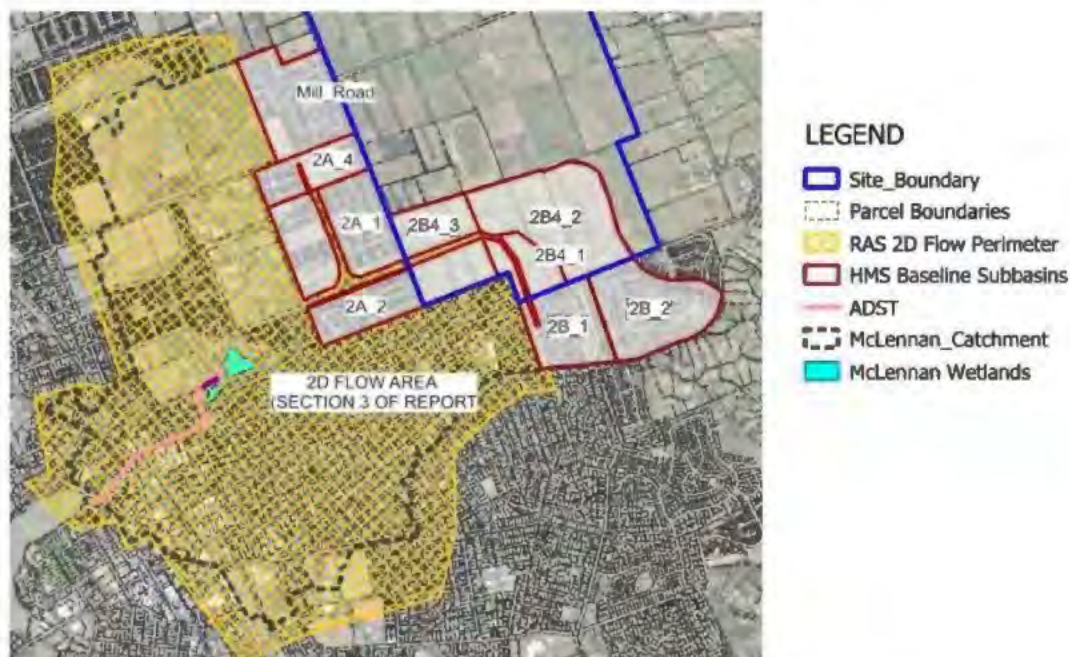 Mill_Road
2A_4
2A_1
2B4_3
2B4_2
2B4_1
2A_2
2B_1
2B_2
2D FLOW AREA
(SECTION 3 OF REPORT
LEGEND
Site_Boundary
Parcel Boundaries
RAS 2D Flow Perimeter
HMS Baseline Subbasins
ADST
McLennan_Catchment
McLennan Wetlands